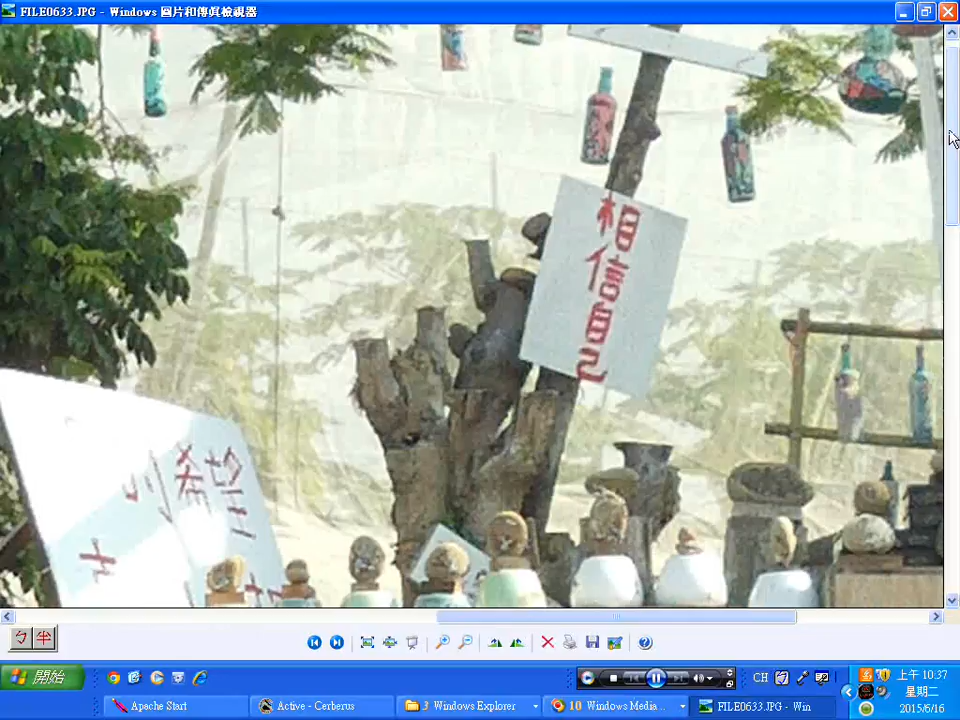 FILE0633.JPG - Windows 圖片和傳真檢視器
相信
希望
ㄅ 半
開始
CH
上午 10:37
星期二
2015/6/16
Apache Start
Active - Cerberus
3 Windows Explorer
10 Windows Media...
FILE0633.JPG - Win